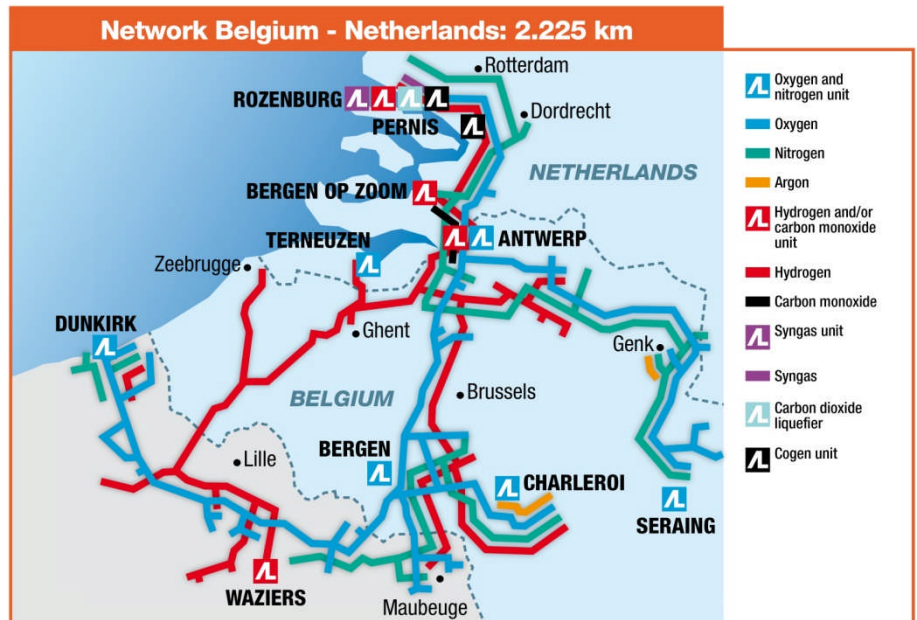 Network Belgium - Netherlands: 2.225 km
Rotterdam
ROZENBURG
PERNIS
Dordrecht
NETHERLANDS
BERGEN OP ZOOM
TERNEUZEN
ANTWERP
Zeebrugge
DUNKIRK
Ghent
Genk
BELGIUM
Brussels
Lille
BERGEN
CHARLEROI
SERAING
WAZIERS
Maubeuge
Oxygen and
nitrogen unit
Oxygen
Nitrogen
Argon
Hydrogen and/or
carbon monoxide
unit
Hydrogen
Carbon monoxide
Syngas unit
Syngas
Carbon dioxide
liquefier
Cogen unit